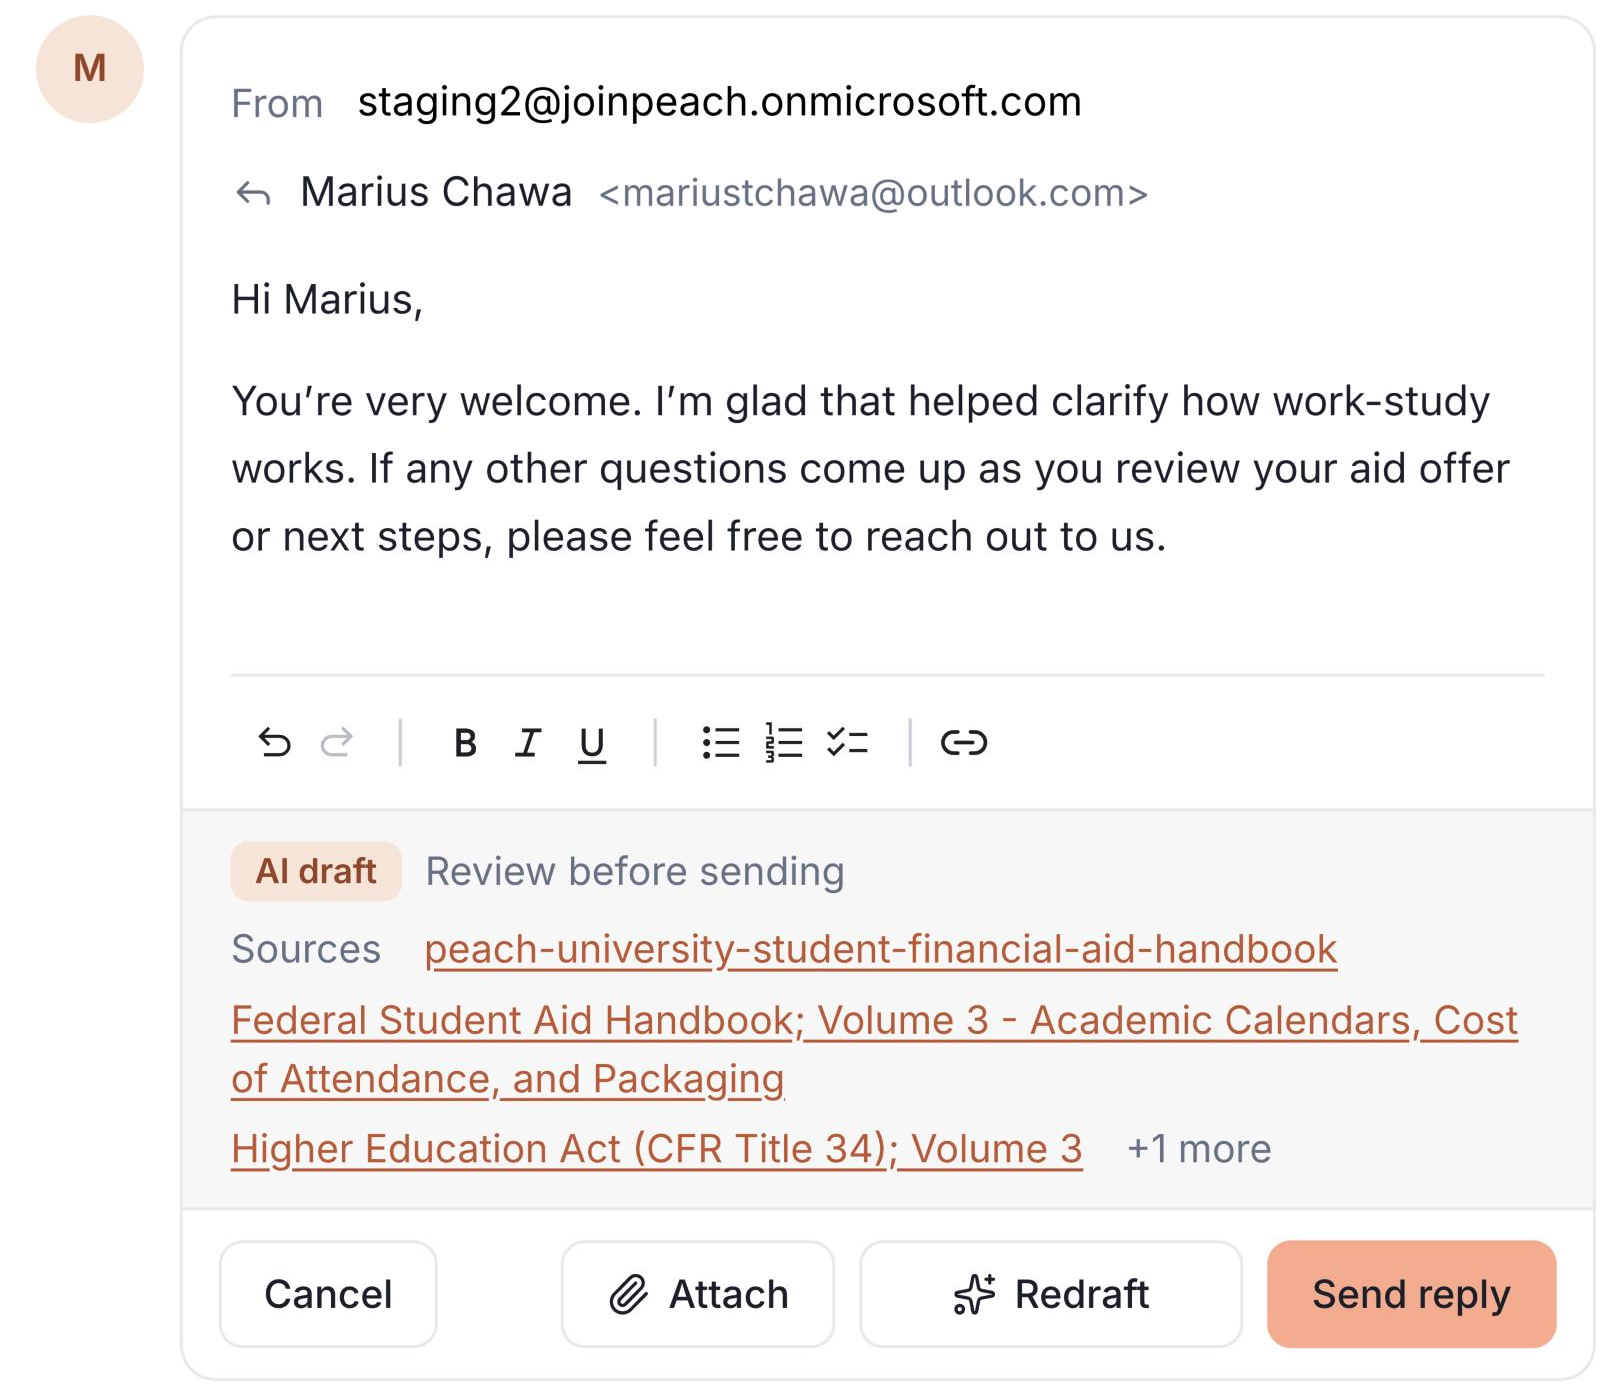 M
From staging2@joinpeach.onmicrosoft.com
Marius Chawa <mariustchawa@outlook.com>
Hi Marius,
You’re very welcome. I’m glad that helped clarify how work-study
works. If any other questions come up as you review your aid offer
or next steps, please feel free to reach out to us.
B I U
AI draft Review before sending
Sources peach-university-student-financial-aid-handbook
Federal Student Aid Handbook; Volume 3 - Academic Calendars, Cost
of Attendance, and Packaging
Higher Education Act (CFR Title 34); Volume 3 +1 more
Cancel Attach Redraft Send reply